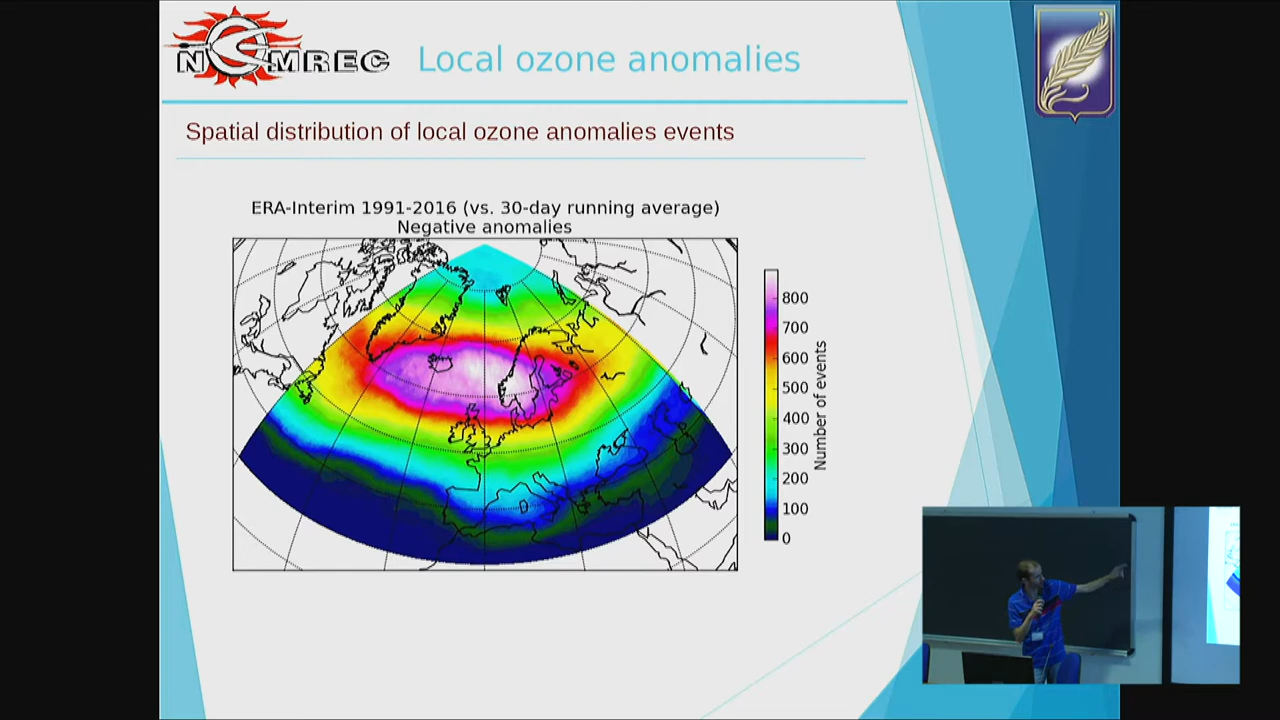 NOMREC
Local ozone anomalies
Spatial distribution of local ozone anomalies events
ERA-Interim 1991-2016 (vs. 30-day running average)
Negative anomalies
800
700
600
500
400
300
200
100
0
Number of events